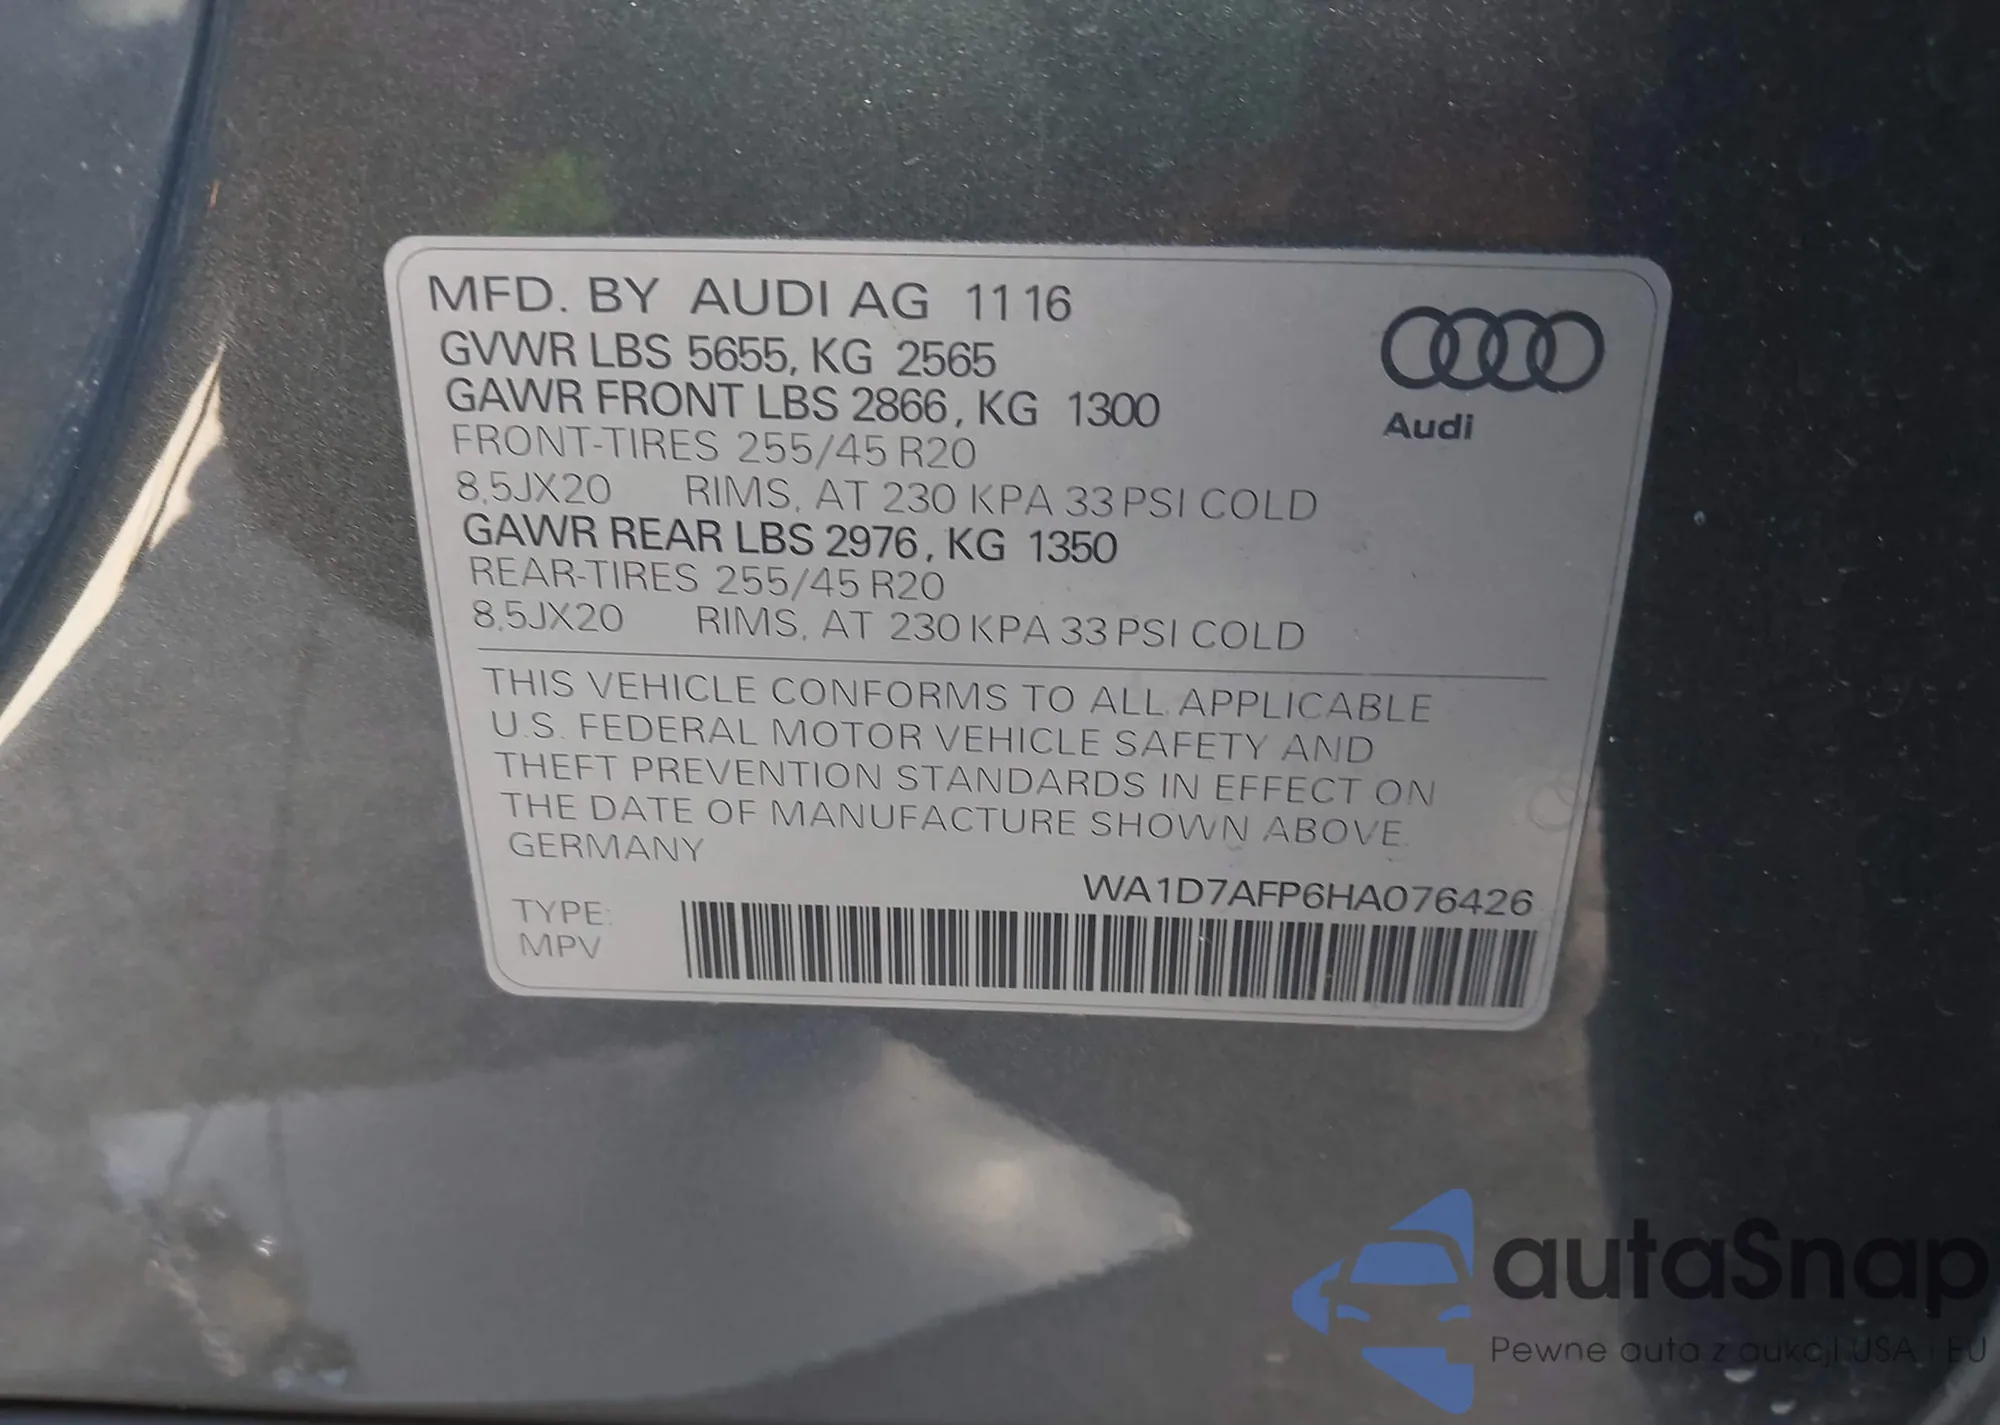 MFD. BY AUDI AG 11 16
GVWR LBS 5655, KG 2565
GAWR FRONT LBS 2866, KG 1300
FRONT-TIRES 255/45 R20
8,5JX20 RIMS, AT 230 KPA 33 PSI COLD
GAWR REAR LBS 2976, KG 1350
REAR-TIRES 255/45 R20
8,5JX20 RIMS, AT 230 KPA 33 PSI COLD
Audi
THIS VEHICLE CONFORMS TO ALL APPLICABLE
U.S. FEDERAL MOTOR VEHICLE SAFETY AND
THEFT PREVENTION STANDARDS IN EFFECT ON
THE DATE OF MANUFACTURE SHOWN ABOVE.
GERMANY
WA1D7AFP6HA076426
TYPE:
MPV
autaSnap
Pewne auta z aukcji USA i EU